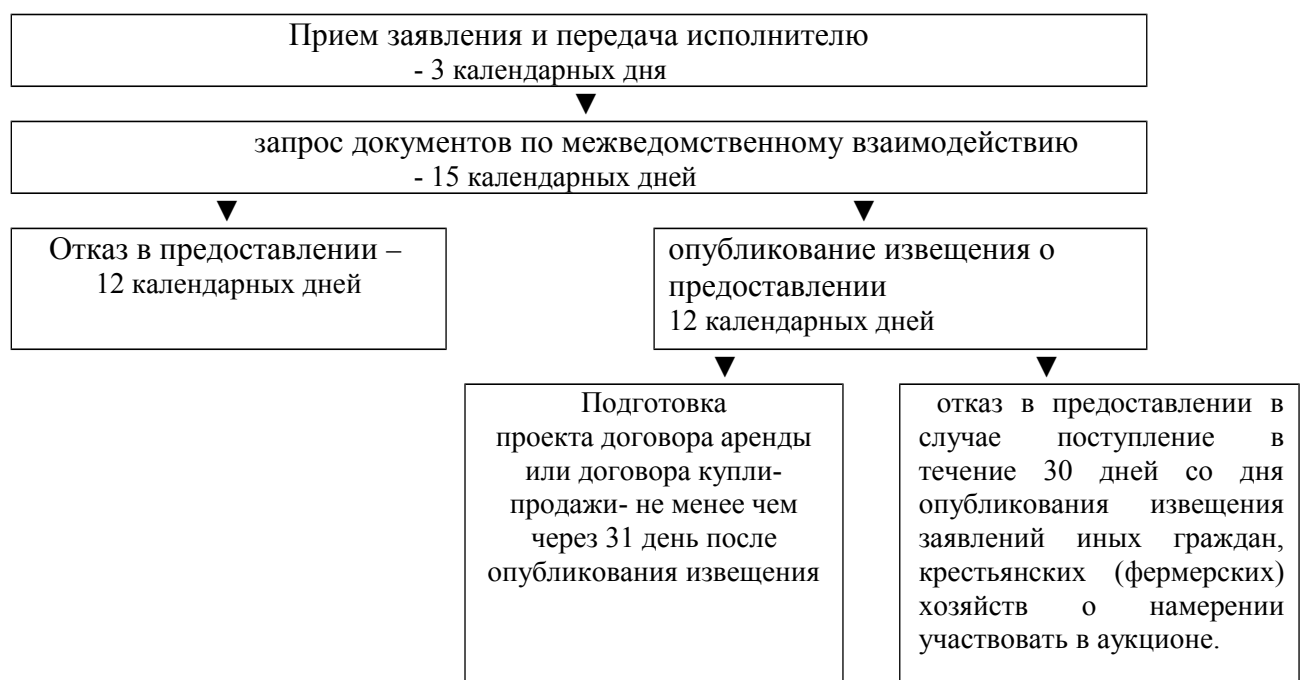 Прием заявления и передача исполнителю
- 3 календарных дня
запрос документов по межведомственному взаимодействию
- 15 календарных дней
Отказ в предоставлении –
12 календарных дней
опубликование извещения о
предоставлении
12 календарных дней
Подготовка
проекта договора аренды
или договора купли-
продажи- не менее чем
через 31 день после
опубликования извещения
отказ в предоставлении в
случае поступление в
течение 30 дней со дня
опубликования извещения
заявлений иных граждан,
крестьянских (фермерских)
хозяйств о намерении
участвовать в аукционе.